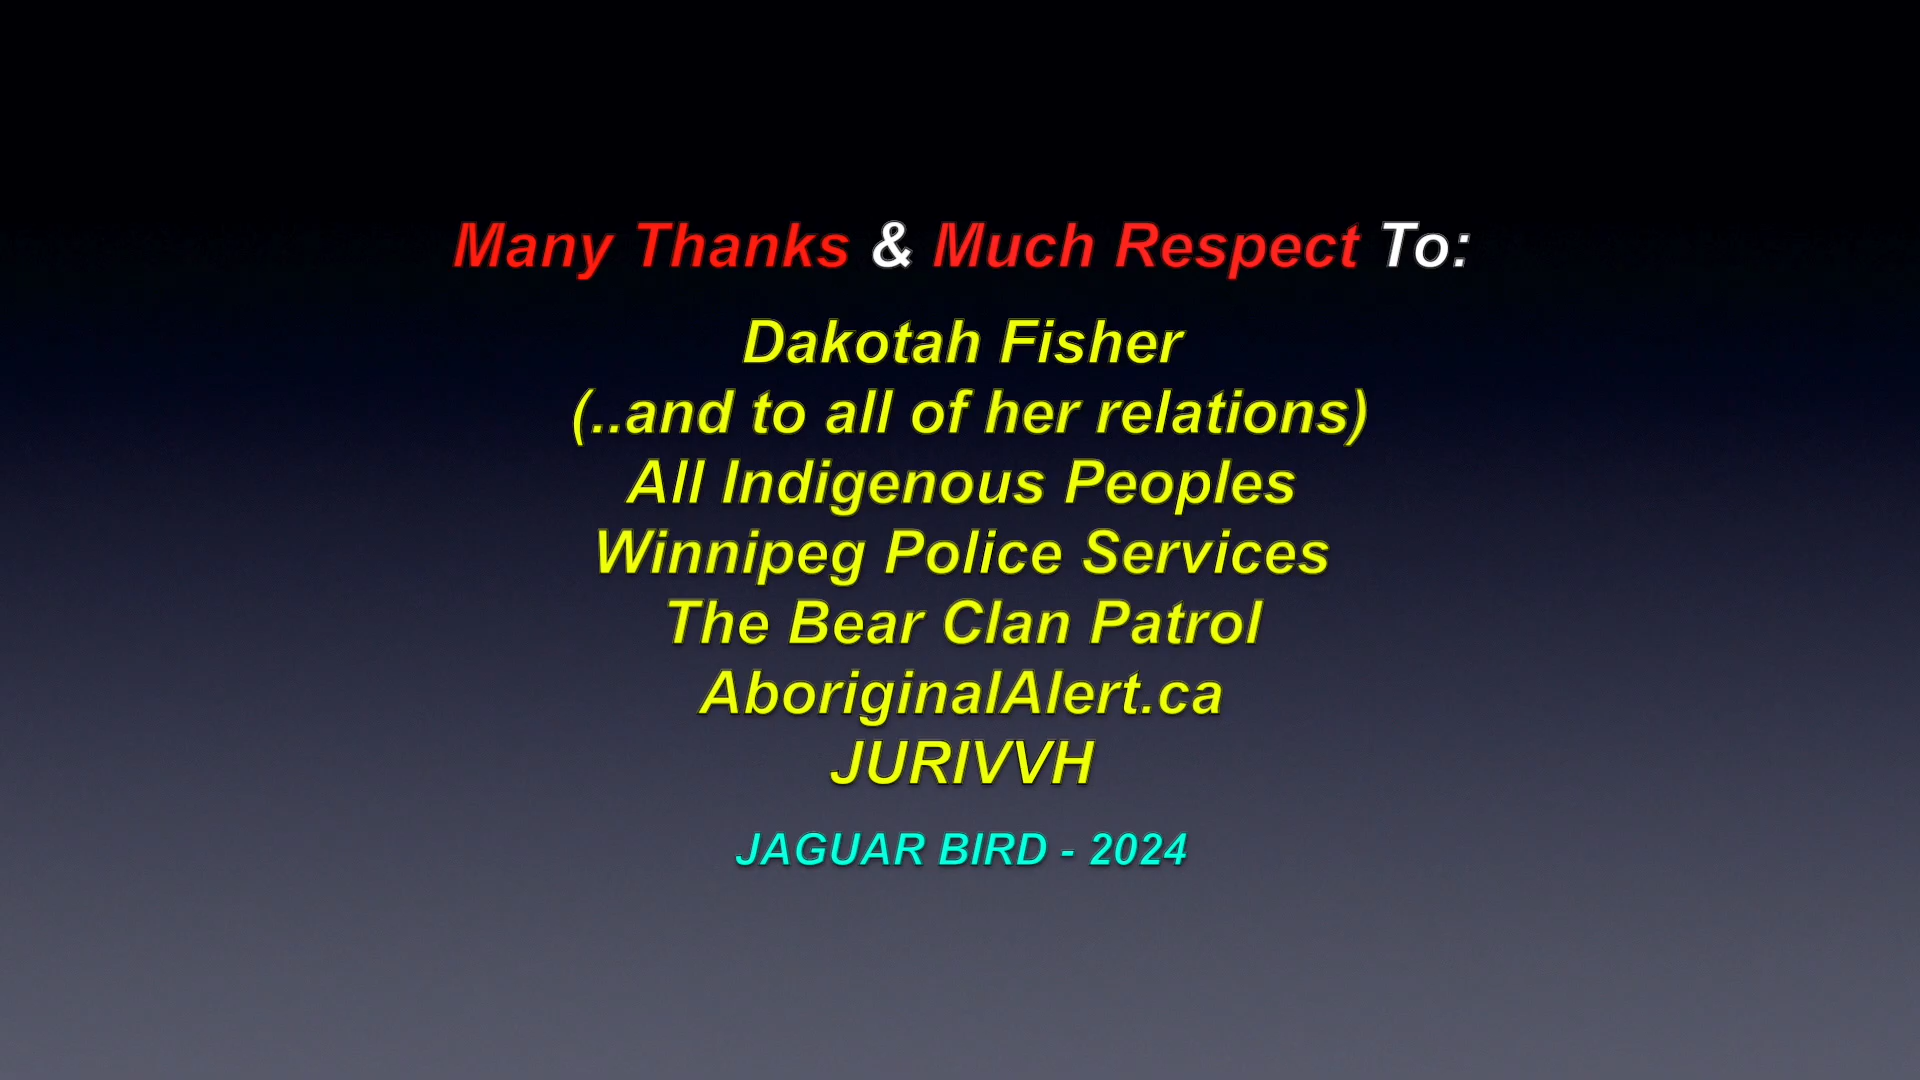 Many Thanks & Much Respect To:
Dakotah Fisher
(..and to all of her relations)
All Indigenous Peoples
Winnipeg Police Services
The Bear Clan Patrol
AboriginalAlert.ca
JURIVVH
JAGUAR BIRD - 2024